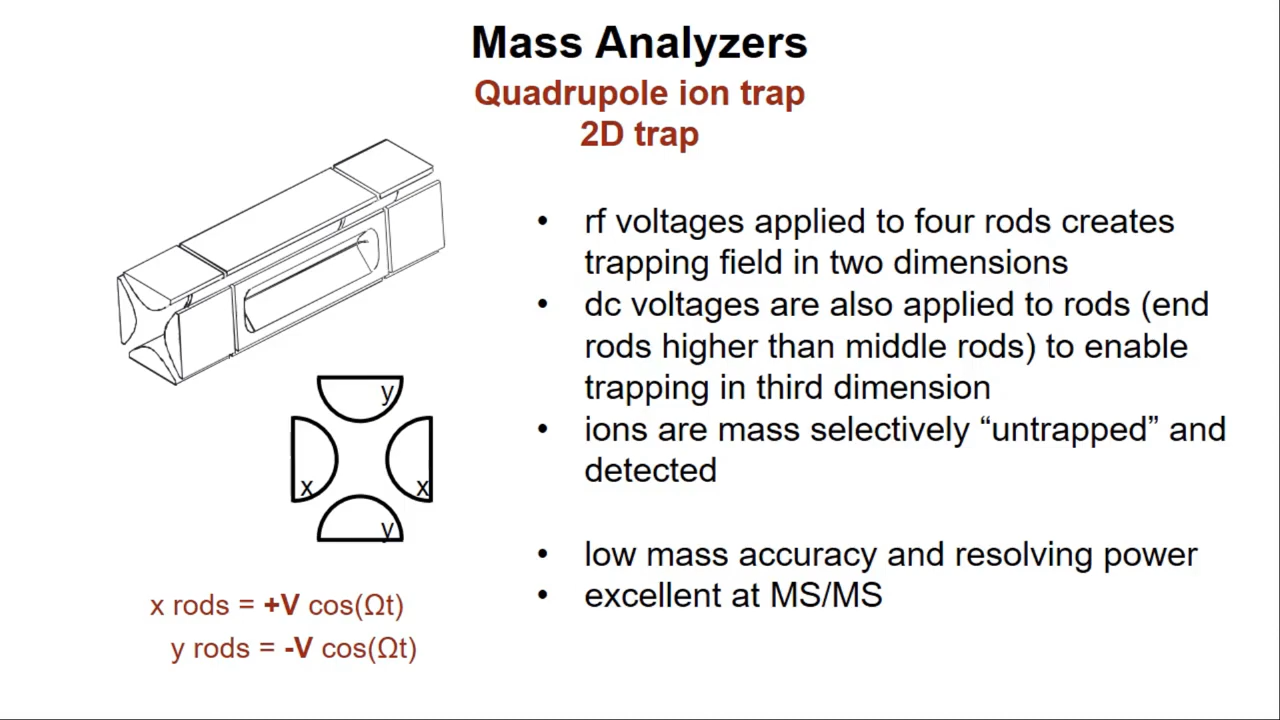 Mass Analyzers
Quadrupole ion trap
2D trap
• rf voltages applied to four rods creates
trapping field in two dimensions
• dc voltages are also applied to rods (end
rods higher than middle rods) to enable
trapping in third dimension
• ions are mass selectively “untrapped” and
detected
• low mass accuracy and resolving power
• excellent at MS/MS
y
x
x
y
x rods = +V cos(Ωt)
y rods = -V cos(Ωt)